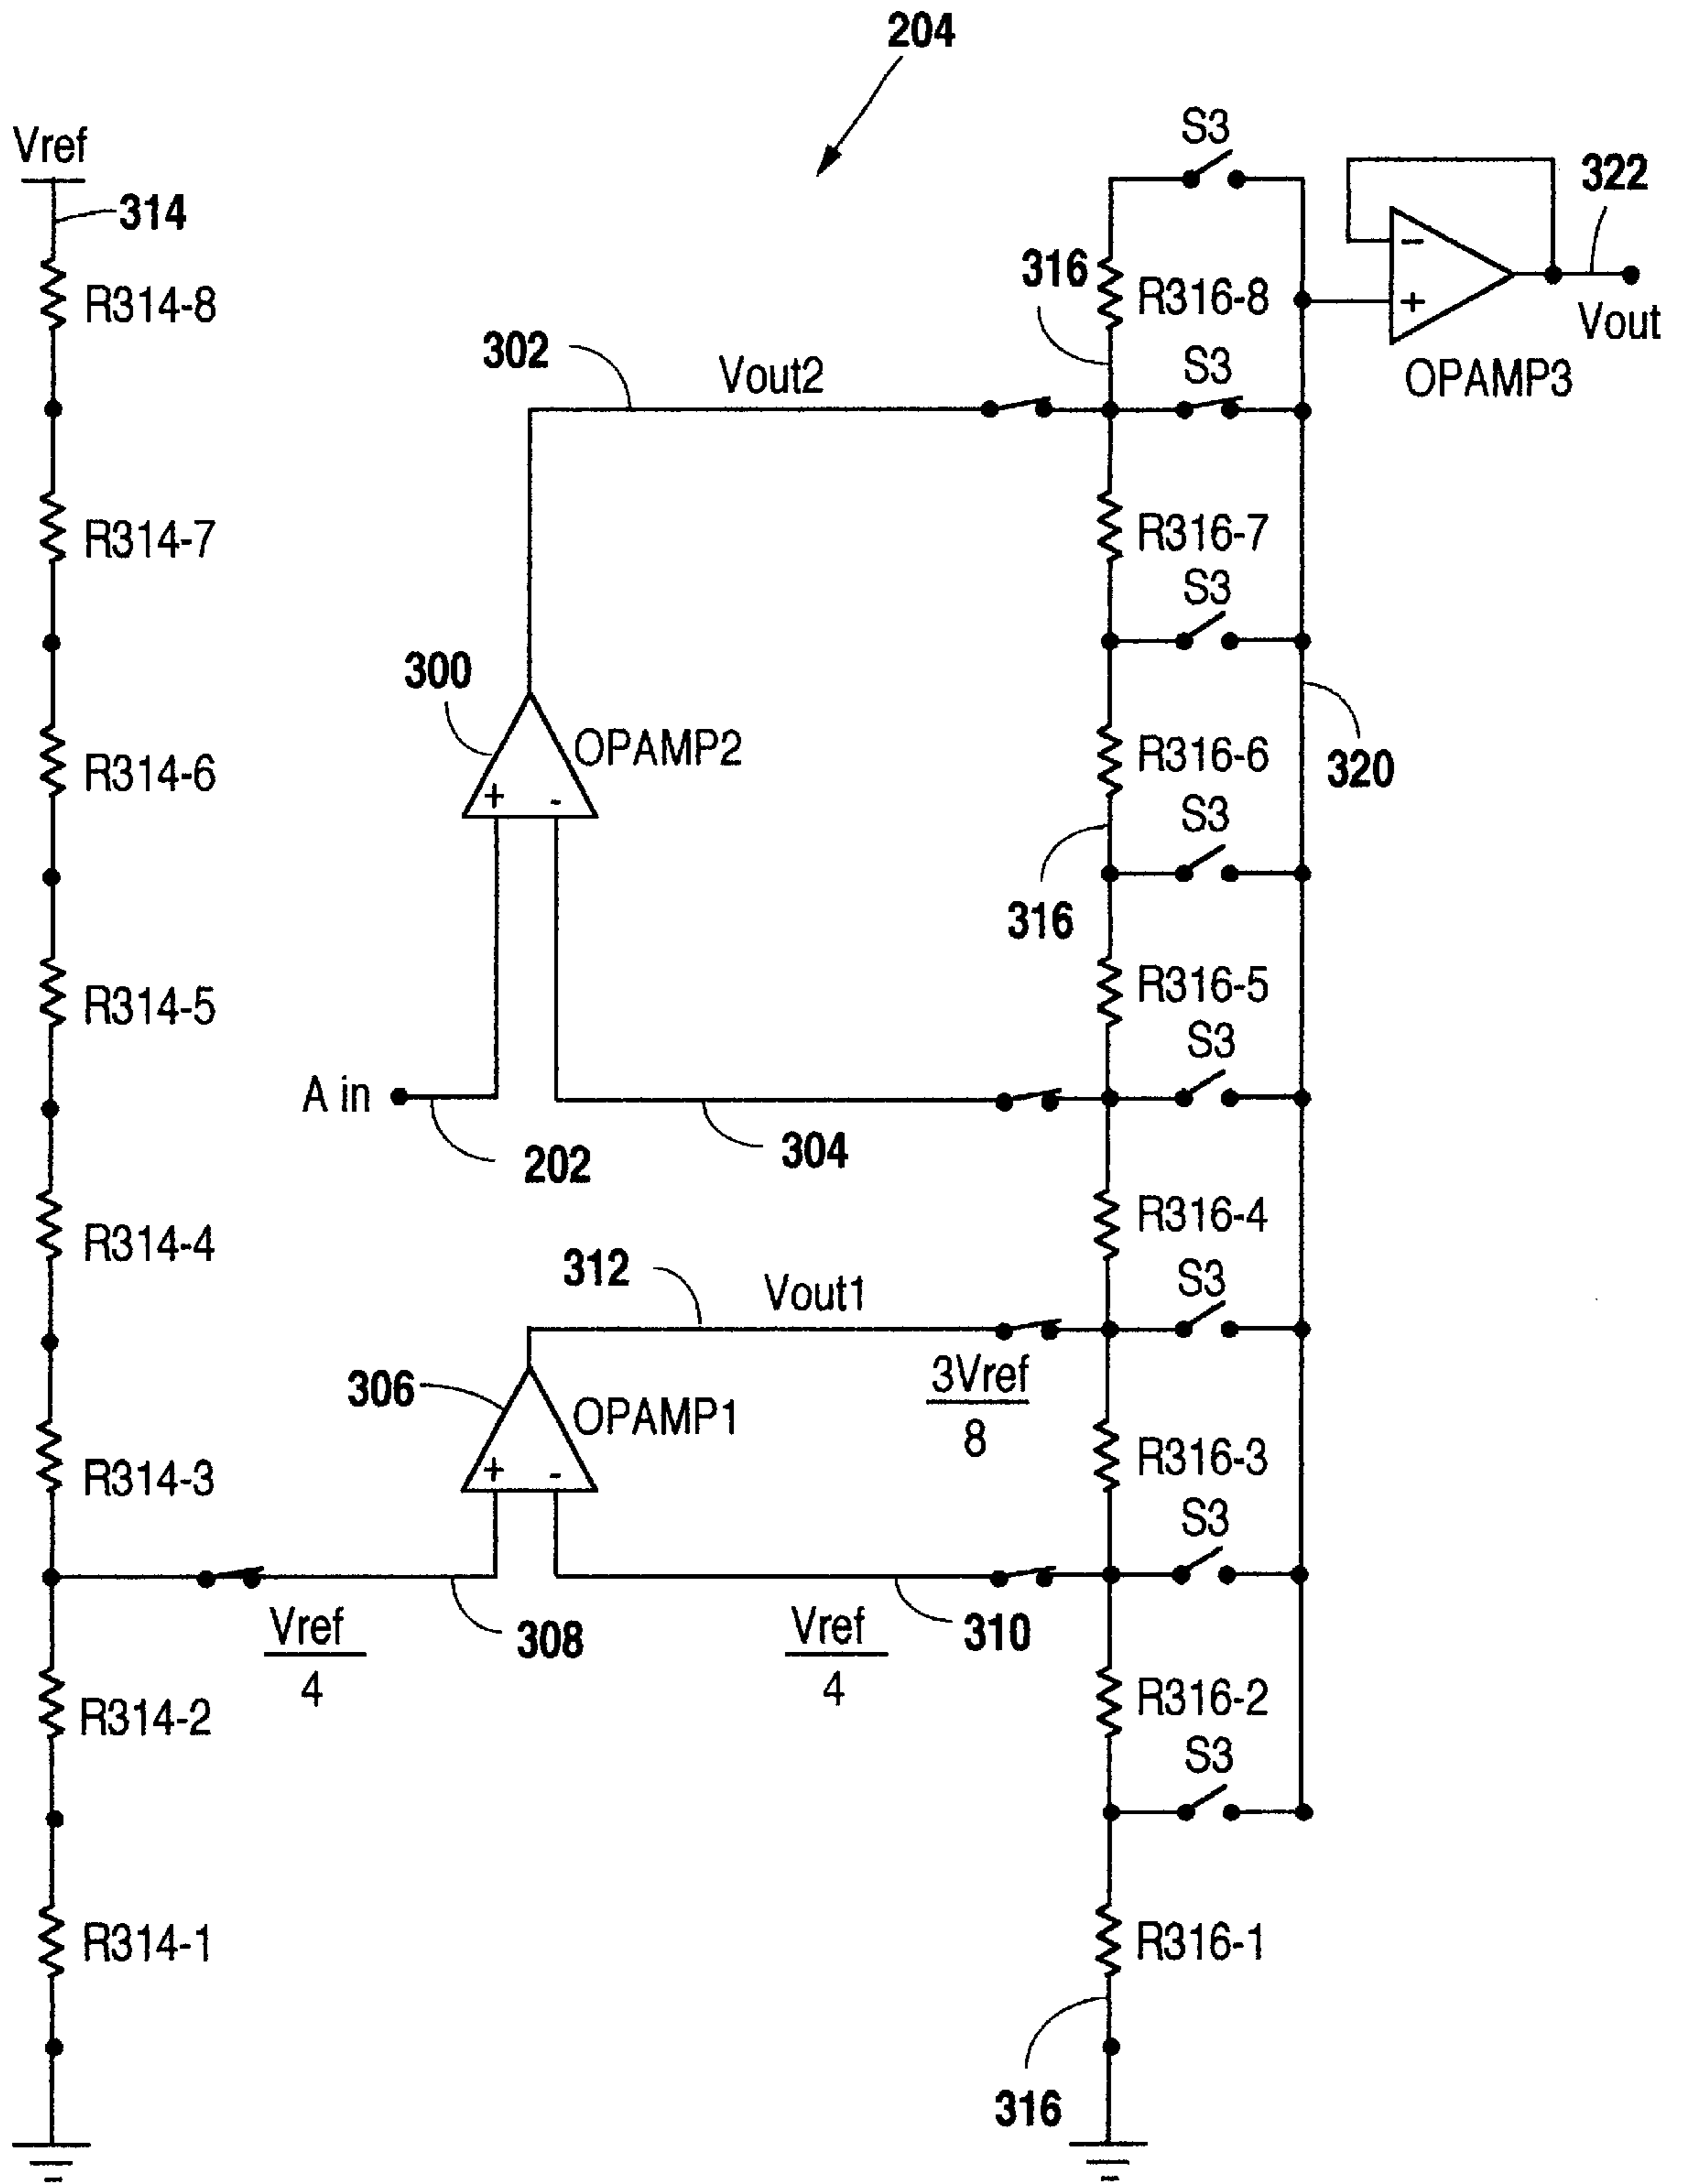 204
Vref
314
R314-8
R314-7
R314-6
R314-5
R314-4
R314-3
R314-2
R314-1
302
Vout2
300
OPAMP2
+ -
A in
202
304
312
Vout1
3Vref
8
306
OPAMP1
+ -
Vref
4
308
Vref
4
310
S3
316
R316-8
S3
R316-7
S3
R316-6
S3
316
R316-5
S3
R316-4
S3
R316-3
S3
R316-2
S3
R316-1
316
320
-
+
OPAMP3
322
Vout